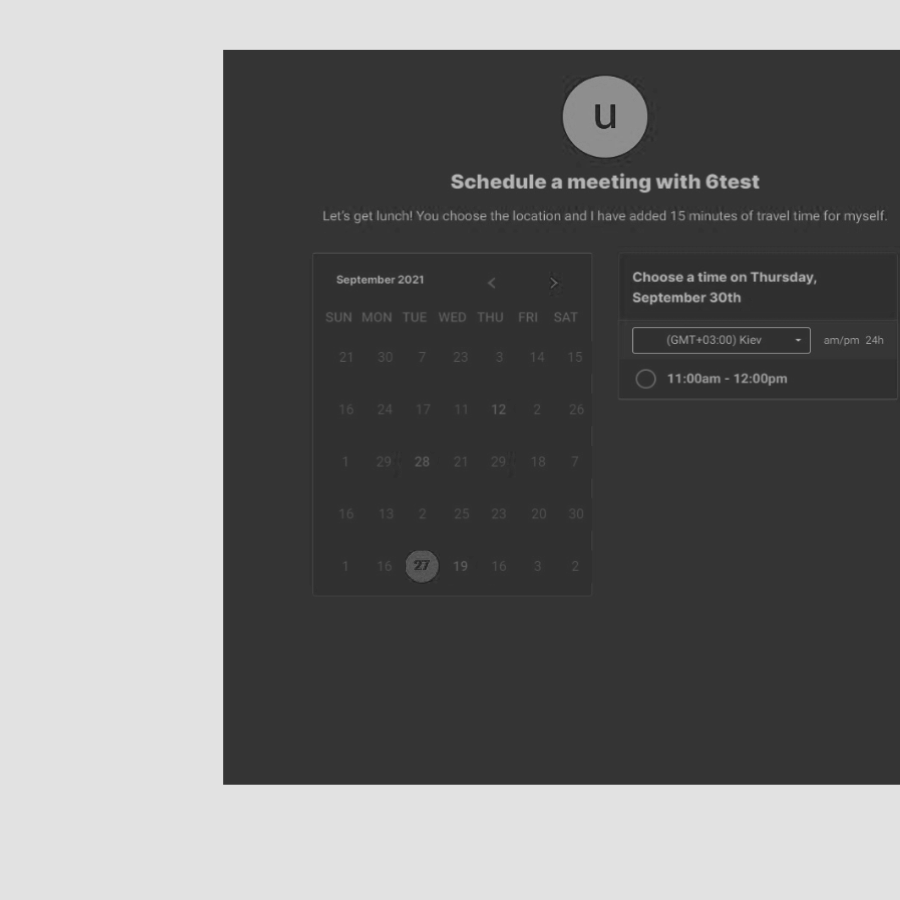 u
Schedule a meeting with 6test
Let's get lunch! You choose the location and I have added 15 minutes of travel time for myself.
September 2021 < >
SUN MON TUE WED THU FRI SAT
21 30 7 23 3 14 15
16 24 17 11 12 2 26
1 29 28 21 29 18 7
16 13 2 25 23 20 30
1 16 27 19 16 3 2
Choose a time on Thursday,
September 30th
(GMT+03:00) Kiev am/pm 24h
11:00am - 12:00pm